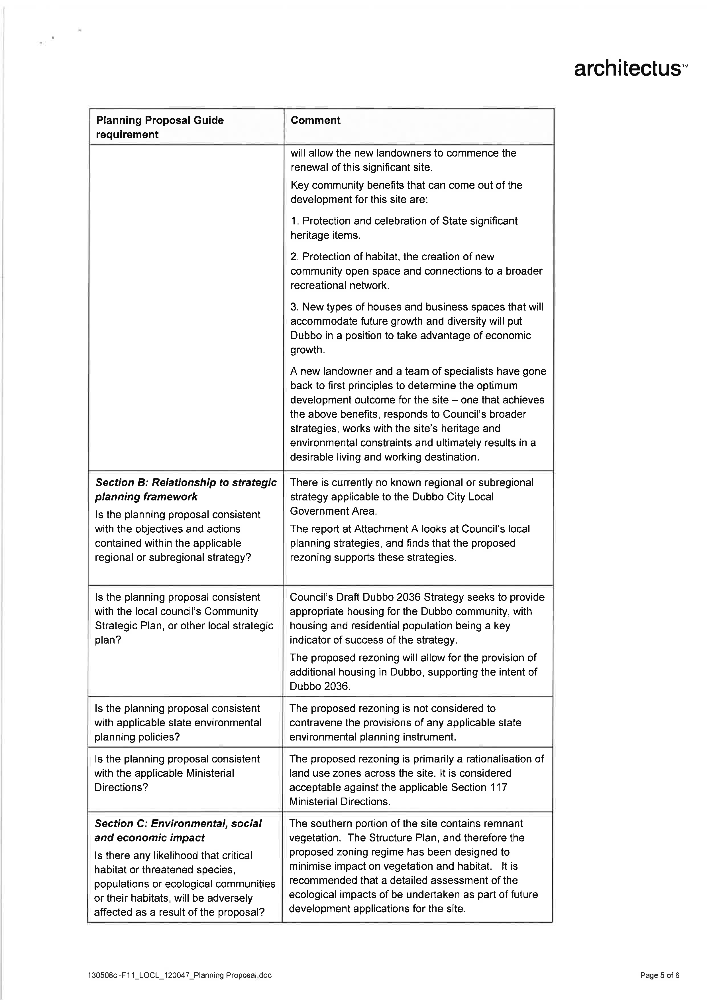 architectus™
Planning Proposal Guide
requirement
Comment
will allow the new landowners to commence the
renewal of this significant site.
Key community benefits that can come out of the
development for this site are:
1. Protection and celebration of State significant
heritage items.
2. Protection of habitat, the creation of new
community open space and connections to a broader
recreational network.
3. New types of houses and business spaces that will
accommodate future growth and diversity will put
Dubbo in a position to take advantage of economic
growth.
A new landowner and a team of specialists have gone
back to first principles to determine the optimum
development outcome for the site – one that achieves
the above benefits, responds to Council's broader
strategies, works with the site's heritage and
environmental constraints and ultimately results in a
desirable living and working destination.
Section B: Relationship to strategic
planning framework
Is the planning proposal consistent
with the objectives and actions
contained within the applicable
regional or subregional strategy?
There is currently no known regional or subregional
strategy applicable to the Dubbo City Local
Government Area.
The report at Attachment A looks at Council's local
planning strategies, and finds that the proposed
rezoning supports these strategies.
Is the planning proposal consistent
with the local council's Community
Strategic Plan, or other local strategic
plan?
Council's Draft Dubbo 2036 Strategy seeks to provide
appropriate housing for the Dubbo community, with
housing and residential population being a key
indicator of success of the strategy.
The proposed rezoning will allow for the provision of
additional housing in Dubbo, supporting the intent of
Dubbo 2036.
Is the planning proposal consistent
with applicable state environmental
planning policies?
The proposed rezoning is not considered to
contravene the provisions of any applicable state
environmental planning instrument.
Is the planning proposal consistent
with the applicable Ministerial
Directions?
The proposed rezoning is primarily a rationalisation of
land use zones across the site. It is considered
acceptable against the applicable Section 117
Ministerial Directions.
Section C: Environmental, social
and economic impact
Is there any likelihood that critical
habitat or threatened species,
populations or ecological communities
or their habitats, will be adversely
affected as a result of the proposal?
The southern portion of the site contains remnant
vegetation.  The Structure Plan, and therefore the
proposed zoning regime has been designed to
minimise impact on vegetation and habitat.   It is
recommended that a detailed assessment of the
ecological impacts of be undertaken as part of future
development applications for the site.
130508cl-F11_LOCL_120047_Planning Proposal.doc
Page 5 of 6